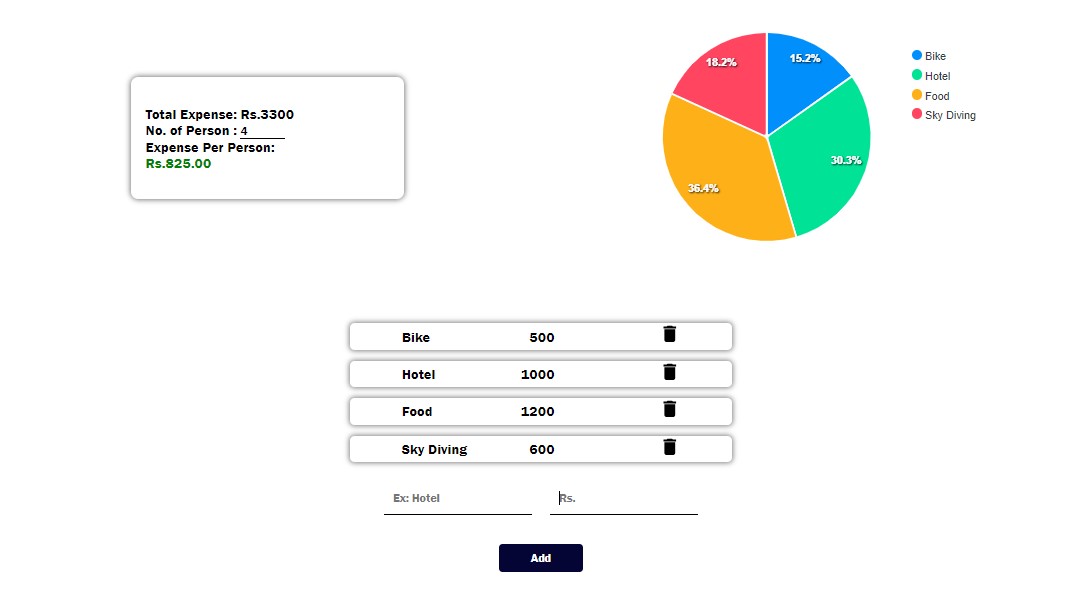 Total Expense: Rs.3300
No. of Person : 4
Expense Per Person:
Rs.825.00
18.2%
15.2%
30.3%
36.4%
Bike
Hotel
Food
Sky Diving
Bike 500
Hotel 1000
Food 1200
Sky Diving 600
Ex: Hotel Rs.
Add